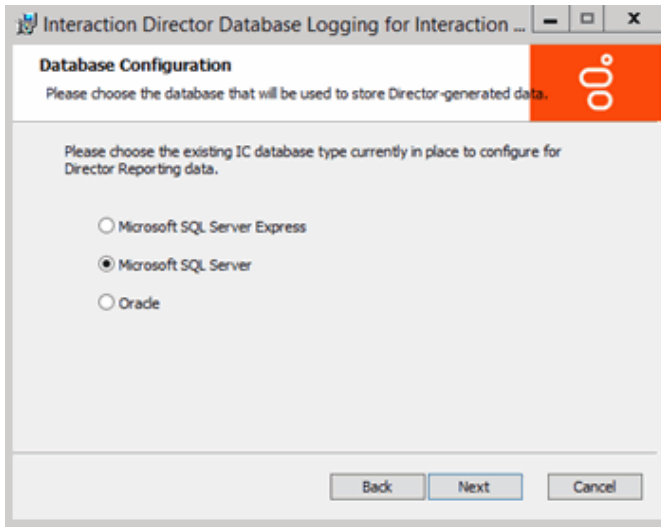 Interaction Director Database Logging for Interaction ...
Database Configuration
Please choose the database that will be used to store Director-generated data.
Please choose the existing IC database type currently in place to configure for
Director Reporting data.
Microsoft SQL Server Express
Microsoft SQL Server
Oracle
Back Next Cancel